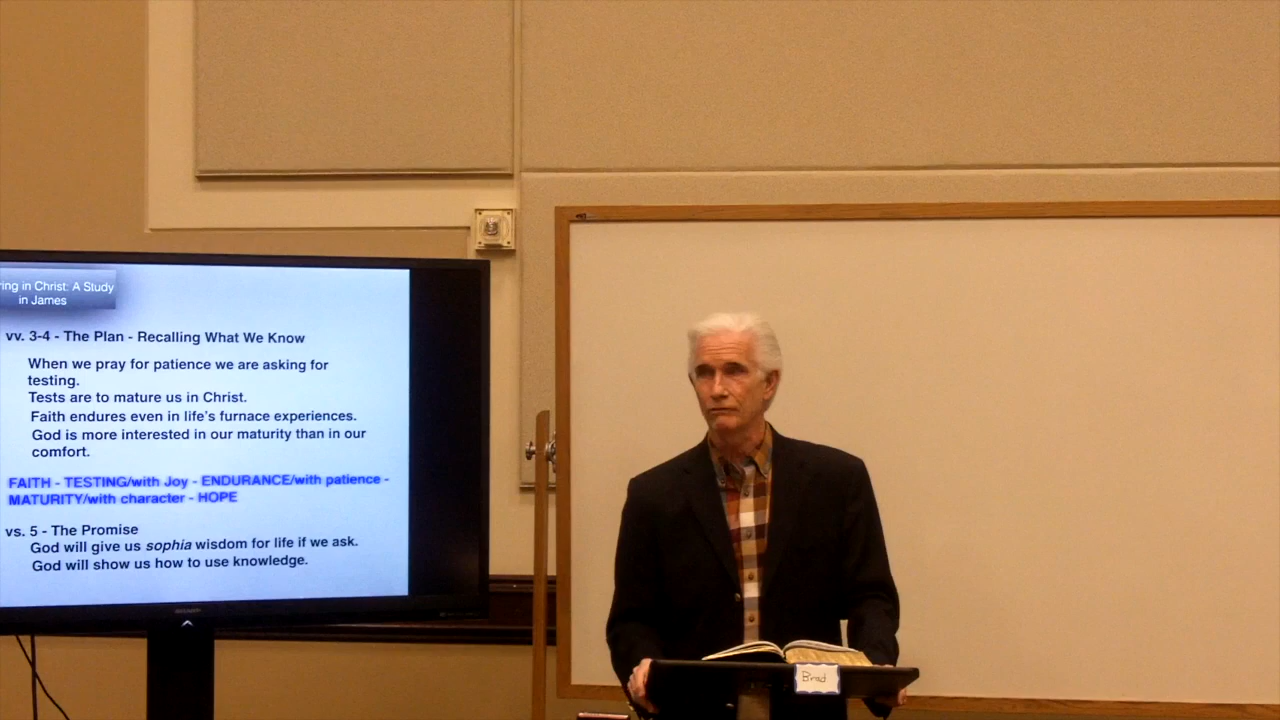 ring in Christ: A Study
in James
vv. 3-4 - The Plan - Recalling What We Know
When we pray for patience we are asking for
testing.
Tests are to mature us in Christ.
Faith endures even in life's furnace experiences.
God is more interested in our maturity than in our
comfort.
FAITH - TESTING/with Joy - ENDURANCE/with patience -
MATURITY/with character - HOPE
vs. 5 - The Promise
God will give us sophia wisdom for life if we ask.
God will show us how to use knowledge.
Brad